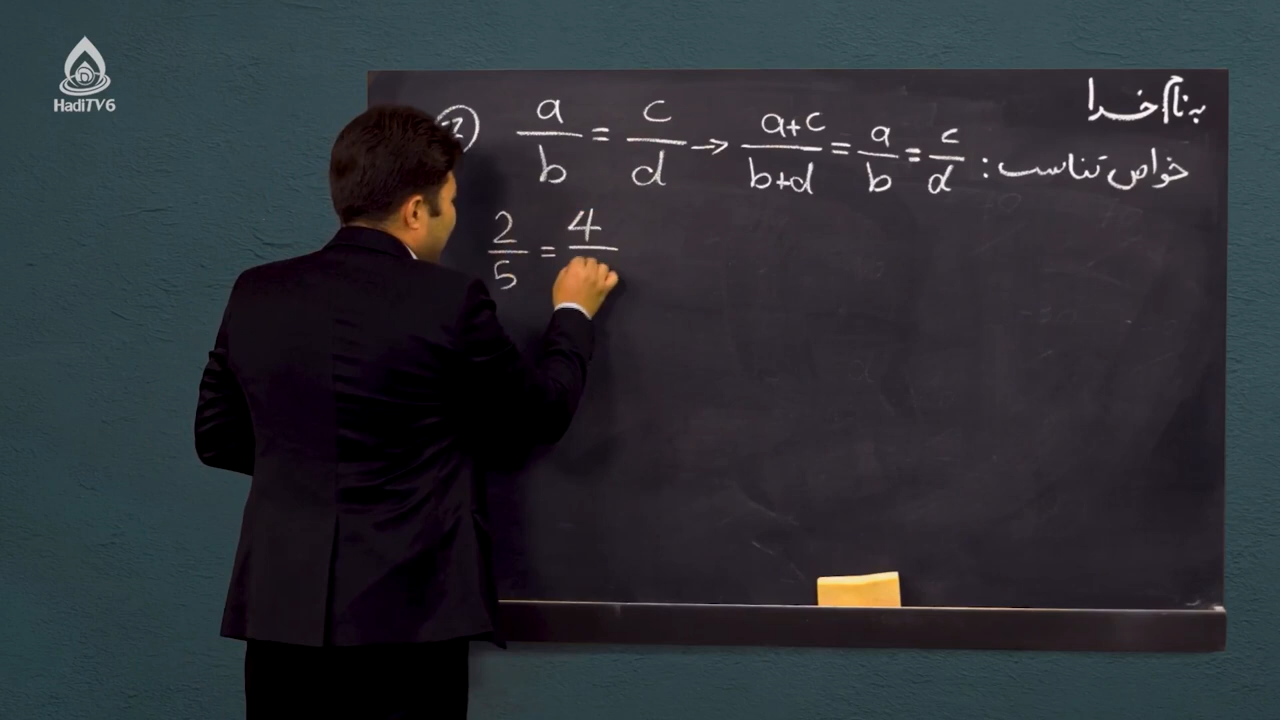 HadiTV6
به نام خدا
خواص تناسب :
a/b = c/d → a+c/b+d = a/b = c/d
2/5 = 4/